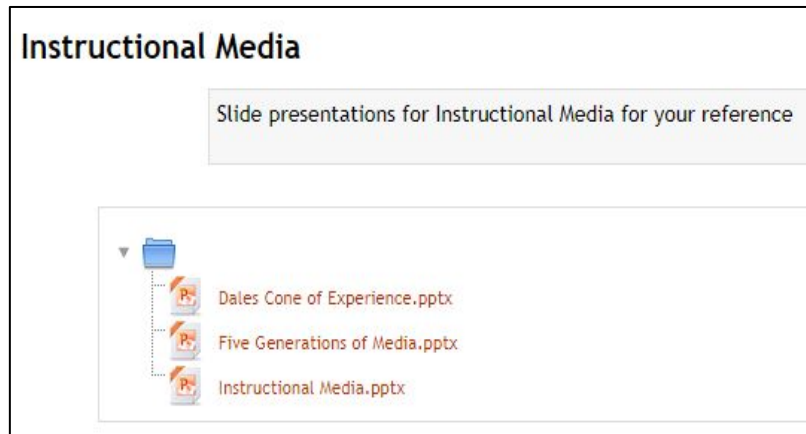 Instructional Media
Slide presentations for Instructional Media for your reference
Dales Cone of Experience.pptx
Five Generations of Media.pptx
Instructional Media.pptx